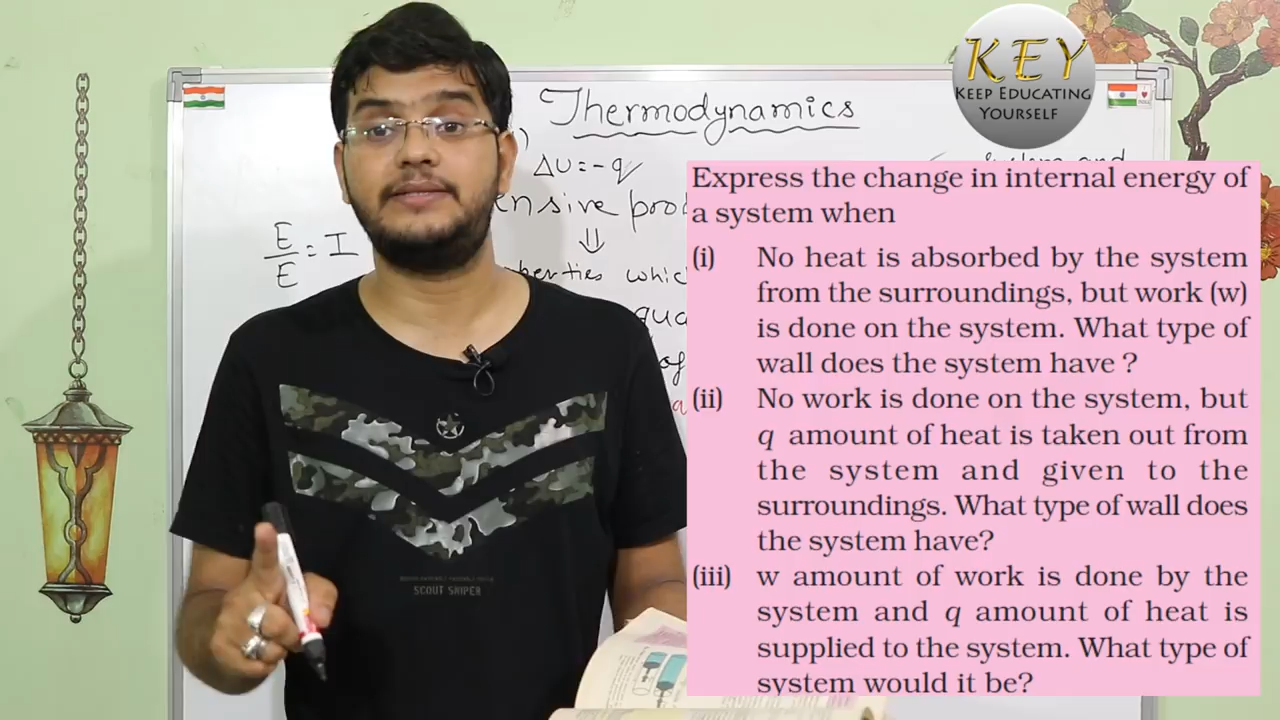 Thermodynamics
KEY
KEEP EDUCATING
YOURSELF
ΔU = -q
E
E
= I
which
of
SCOUT SNIPER
Express the change in internal energy of
a system when
(i) No heat is absorbed by the system
from the surroundings, but work (w)
is done on the system. What type of
wall does the system have ?
(ii) No work is done on the system, but
q amount of heat is taken out from
the system and given to the
surroundings. What type of wall does
the system have?
(iii) w amount of work is done by the
system and q amount of heat is
supplied to the system. What type of
system would it be?